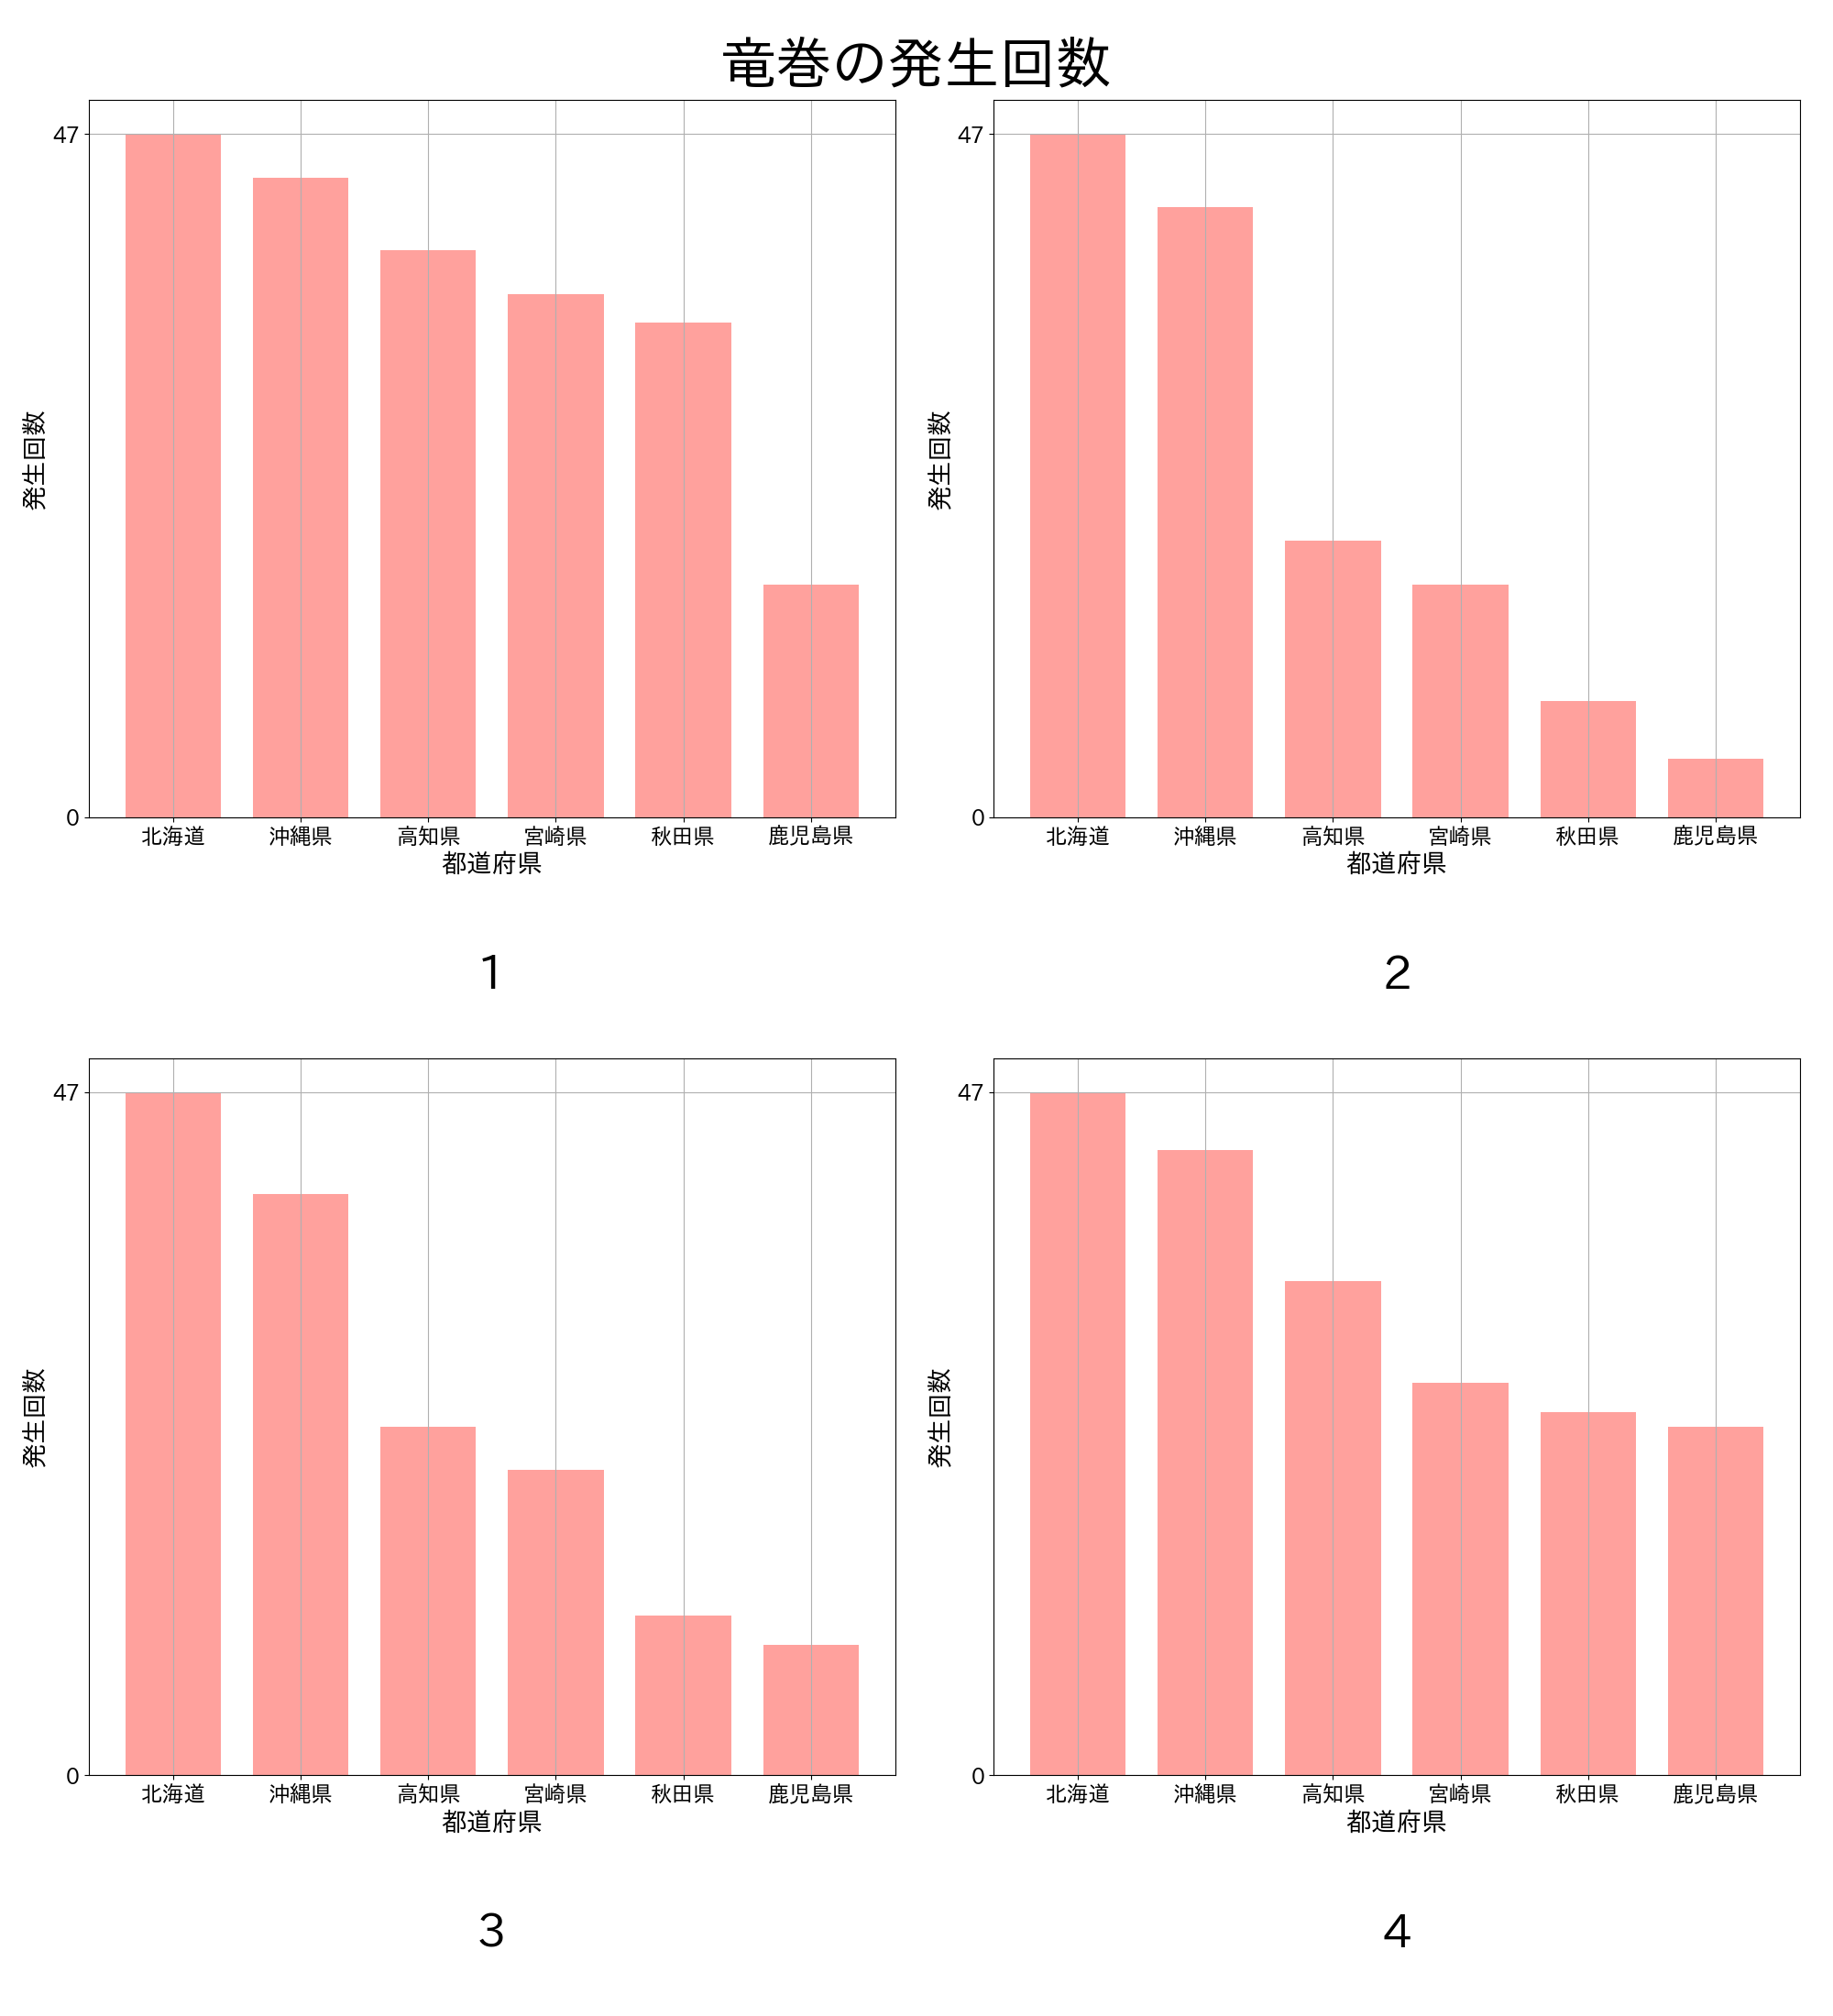 竜巻の発生回数
47
0
発生回数
北海道 沖縄県 高知県 宮崎県 秋田県 鹿児島県
都道府県
1
47
0
発生回数
北海道 沖縄県 高知県 宮崎県 秋田県 鹿児島県
都道府県
2
47
0
発生回数
北海道 沖縄県 高知県 宮崎県 秋田県 鹿児島県
都道府県
3
47
0
発生回数
北海道 沖縄県 高知県 宮崎県 秋田県 鹿児島県
都道府県
4